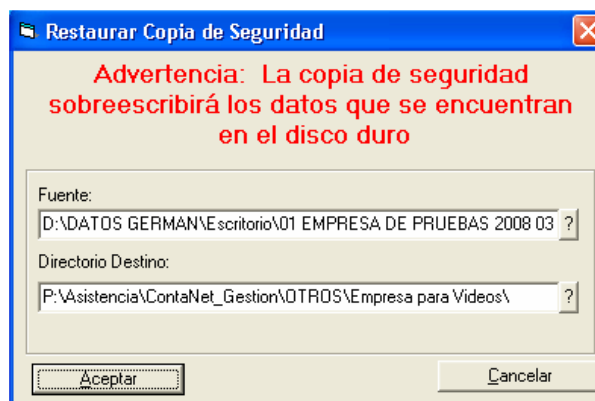 Restaurar Copia de Seguridad
Advertencia: La copia de seguridad
sobreescribirá los datos que se encuentran
en el disco duro
Fuente:
D:\DATOS GERMAN\Escritorio\01 EMPRESA DE PRUEBAS 2008 03
?
Directorio Destino:
P:\Asistencia\ContaNet_Gestion\OTROS\Empresa para Videos\
?
Aceptar
Cancelar